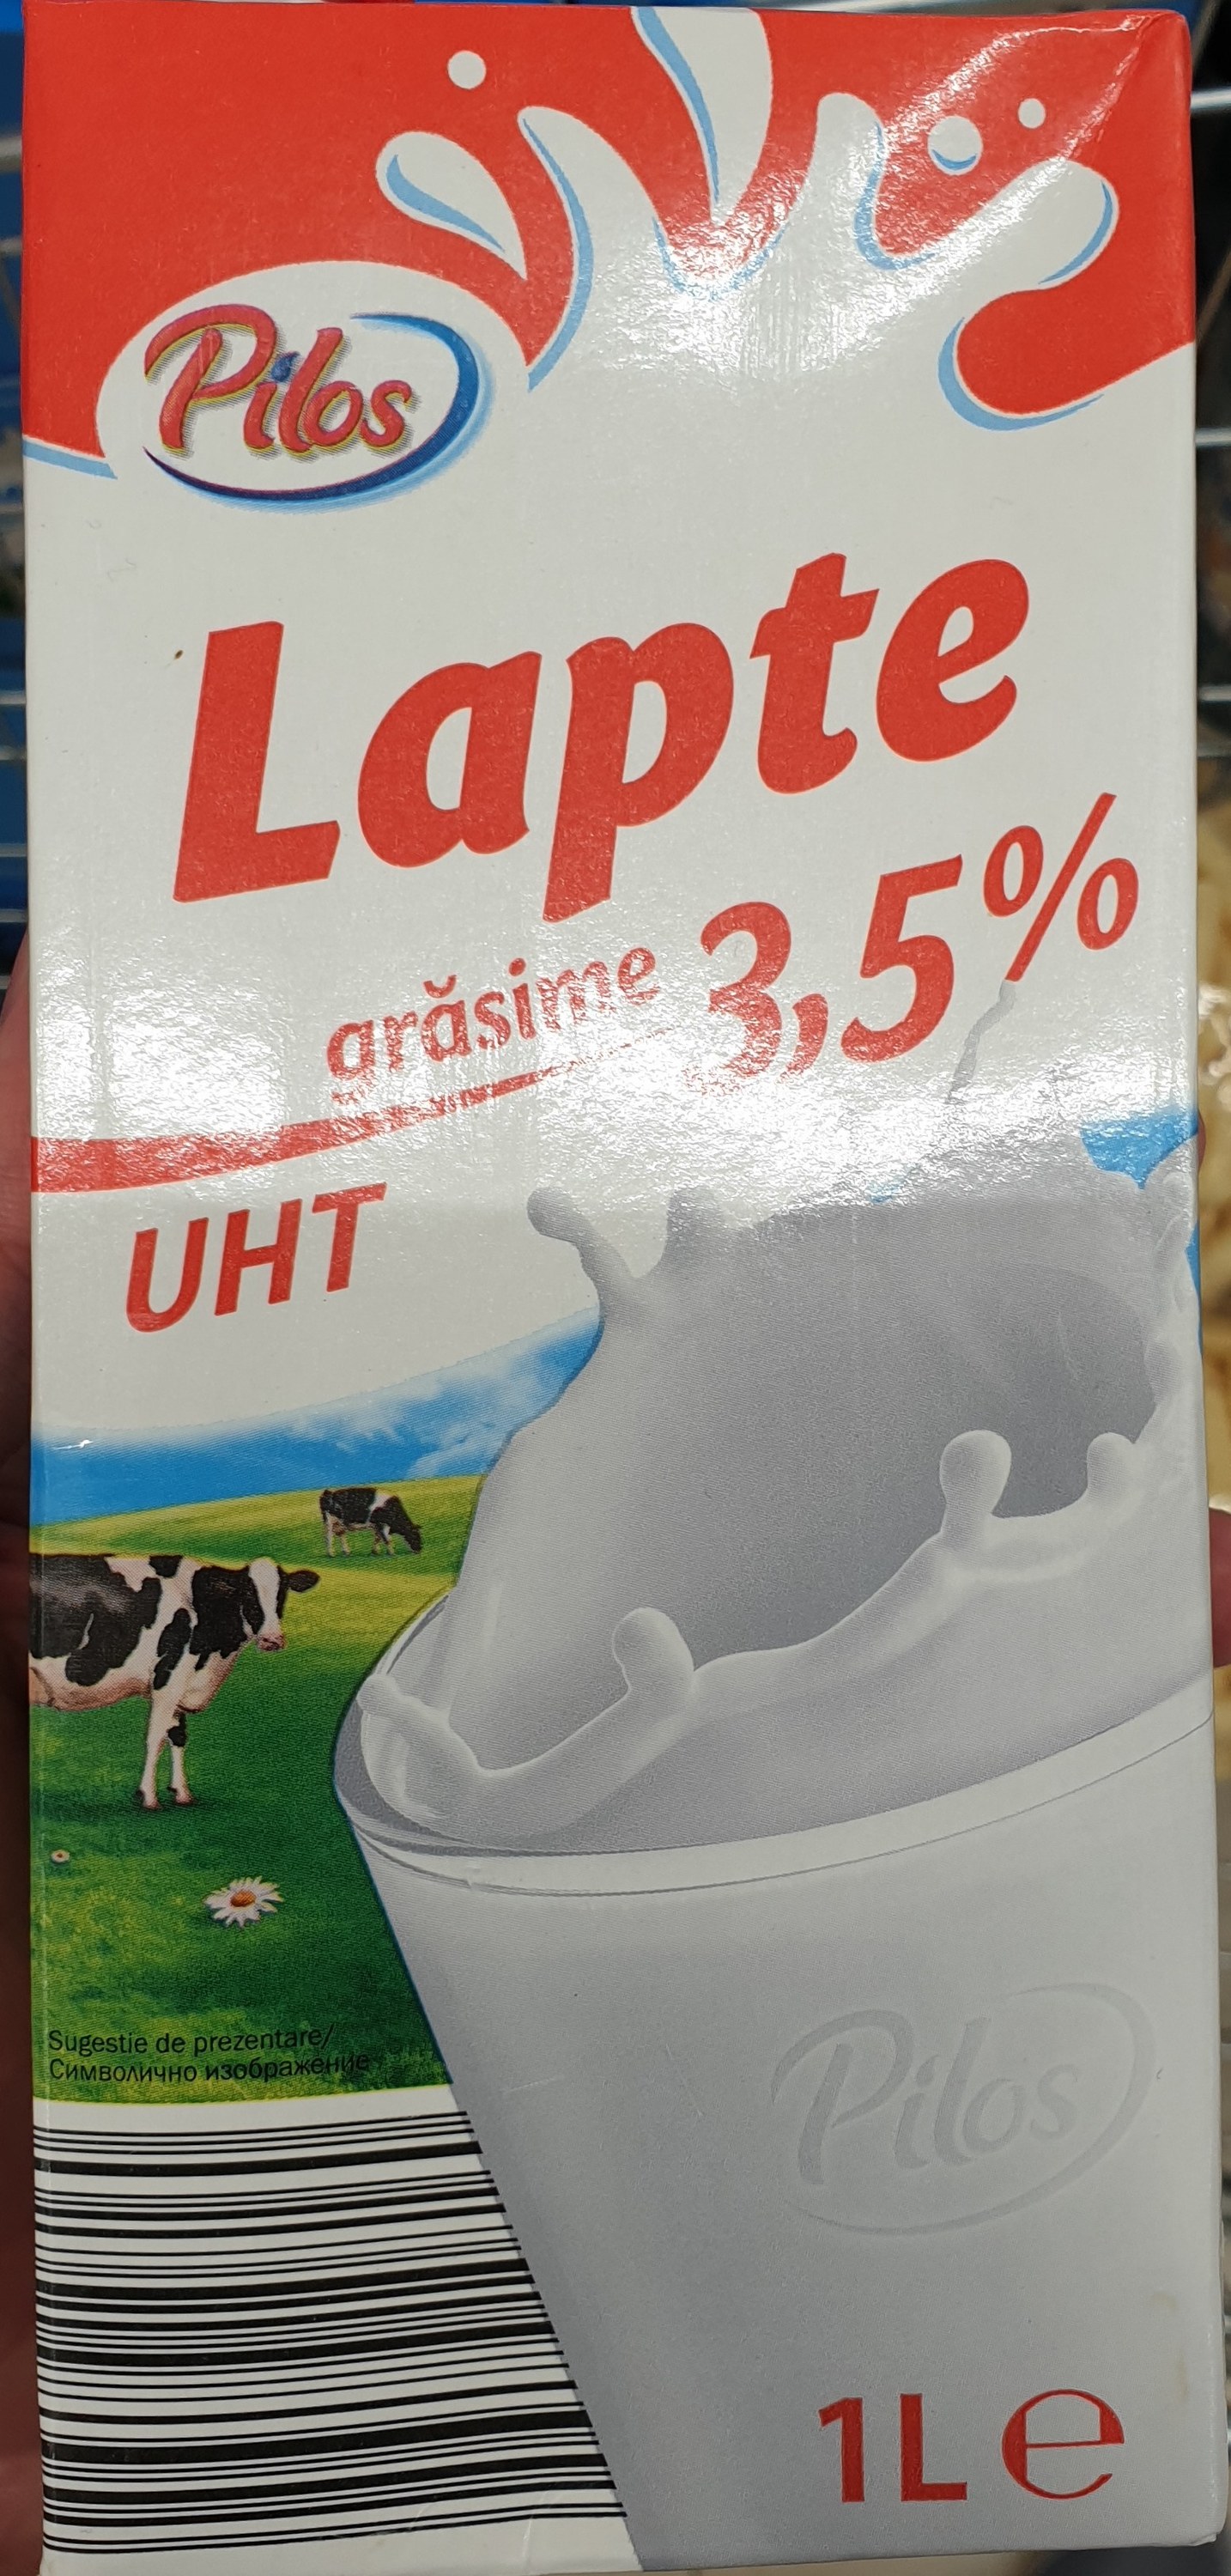 Pilos
Lapte
grăsime 3,5%
UHT
Sugestie de prezentare/
Символично изображение
Pilos
1L e